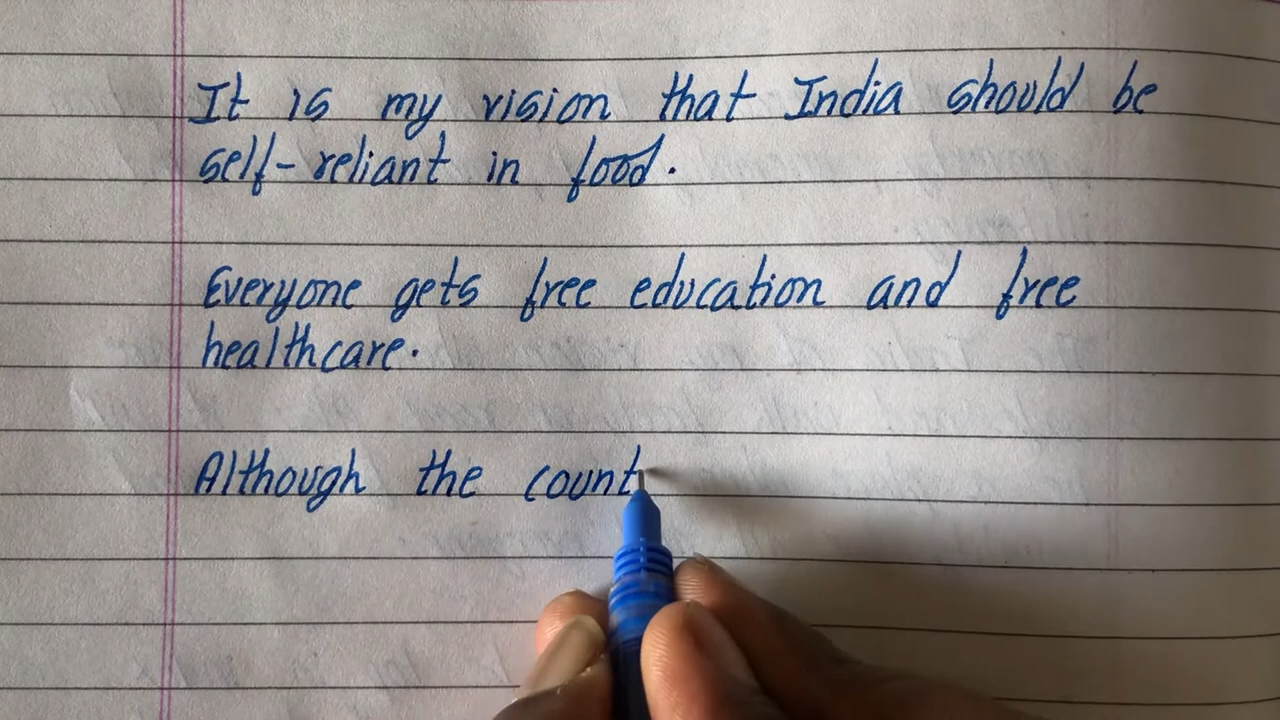 It is my vision that India should be
self-reliant in food.
Everyone gets free education and free
healthcare.
Although the count